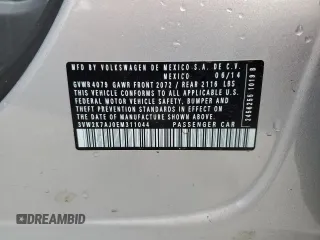 MFD BY VOLKSWAGEN DE MEXICO S.A. DE C.V.
MEXICO 06/14
GVWR 4079 GAWR FRONT 2072 / REAR 2116 LBS
THIS VEHICLE CONFORMS TO ALL APPLICABLE U.S.
FEDERAL MOTOR VEHICLE SAFETY, BUMPER AND
THEFT PREVENTION STANDARDS IN EFFECT ON THE
DATE OF MANUFACTURE SHOWN ABOVE.
3VW2K7AJ0EM311044 PASSENGER CAR
DREAMBID